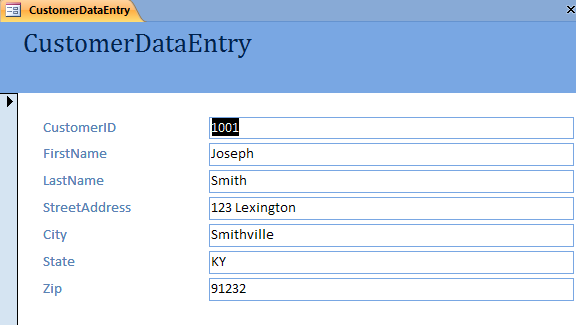 CustomerDataEntry
CustomerDataEntry
CustomerID 1001
FirstName Joseph
LastName Smith
StreetAddress 123 Lexington
City Smithville
State KY
Zip 91232